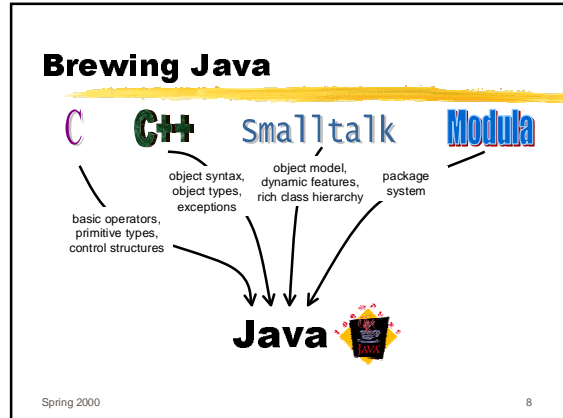 Brewing Java
C
C++
Smalltalk
Modula
object syntax,
object types,
exceptions
object model,
dynamic features,
rich class hierarchy
package
system
basic operators,
primitive types,
control structures
Java
JAVA
Spring 2000
8